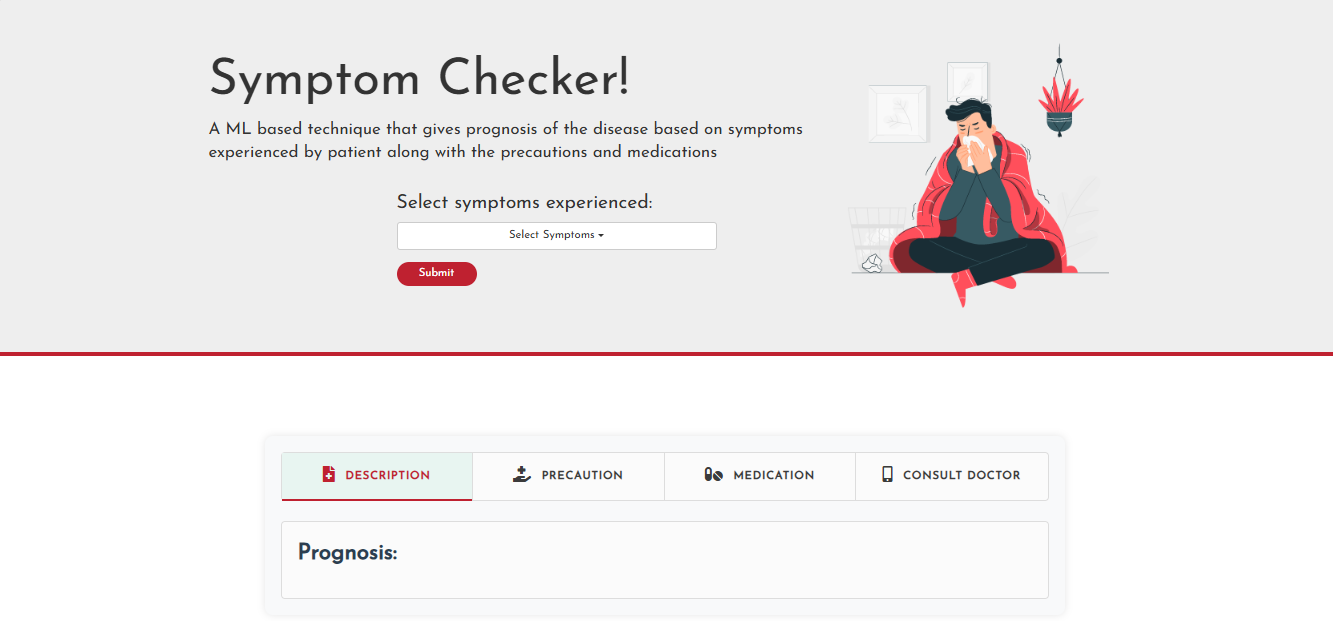 Symptom Checker!
A ML based technique that gives prognosis of the disease based on symptoms
experienced by patient along with the precautions and medications
Select symptoms experienced:
Select Symptoms
Submit
DESCRIPTION
PRECAUTION
MEDICATION
CONSULT DOCTOR
Prognosis: